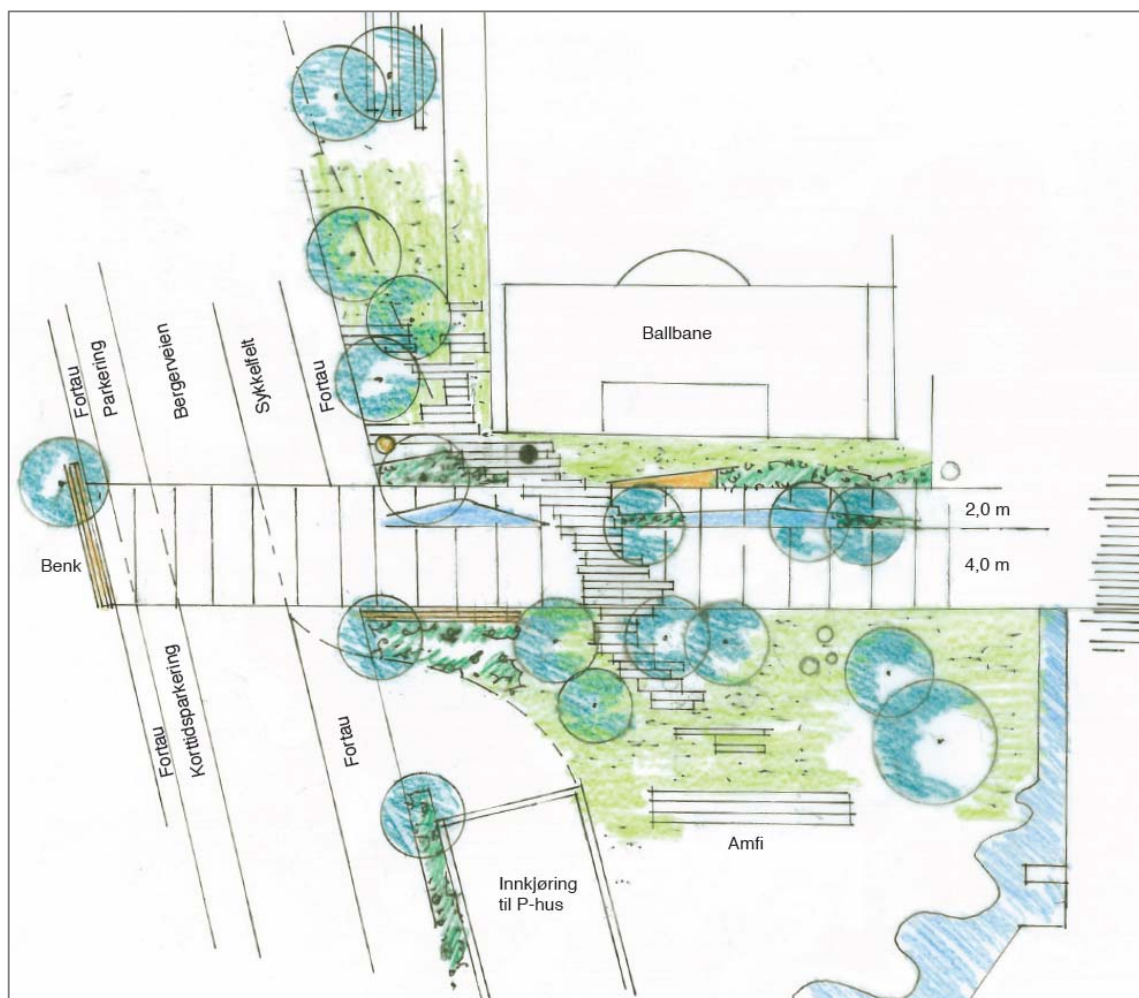 Ballbane
Fortau
Parkering
Bergerveien
Sykkelfelt
Fortau
2,0 m
4,0 m
Benk
Fortau
Korttidsparkering
Fortau
Amfi
Innkjøring
til P-hus